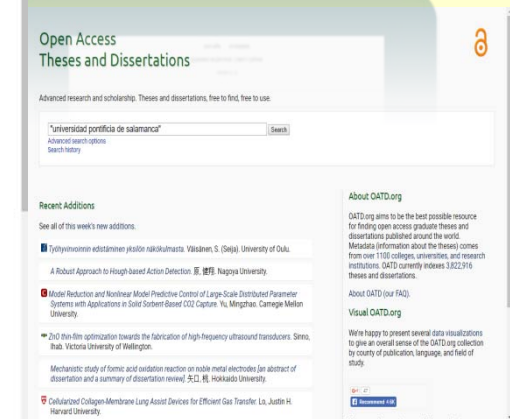 Open Access
Theses and Dissertations
Advanced research and scholarship. Theses and dissertations, free to find, free to use.
"universidad pontificia de salamanca"
Search
Advanced search options
Search history
Recent Additions
See all of this week's new additions.
Työhyvinvoinnin edistäminen yksilön näkökulmasta. Väisänen, S. (Seija). University of Oulu.
A Robust Approach to Hough-based Action Detection. 原, 健翔. Nagoya University.
Model Reduction and Nonlinear Model Predictive Control of Large-Scale Distributed Parameter
Systems with Applications in Solid Sorbent-Based CO2 Capture. Yu, Mingzhao. Carnegie Mellon
University.
ZnO thin-film optimization towards the fabrication of high-frequency ultrasound transducers. Sinno,
Ihab. Victoria University of Wellington.
Mechanistic study of formic acid oxidation reaction on noble metal electrodes [an abstract of
dissertation and a summary of dissertation review]. 矢口, 桃. Hokkaido University.
Cellularized Collagen-Membrane Lung Assist Devices for Efficient Gas Transfer. Lo, Justin H.
Harvard University.
About OATD.org
OATD.org aims to be the best possible resource
for finding open access graduate theses and
dissertations published around the world.
Metadata (information about the theses) comes
from over 1100 colleges, universities, and research
institutions. OATD currently indexes 3,822,916
theses and dissertations.
About OATD (our FAQ).
Visual OATD.org
We're happy to present several data visualizations
to give an overall sense of the OATD.org collection
by county of publication, language, and field of
study.
Recommend